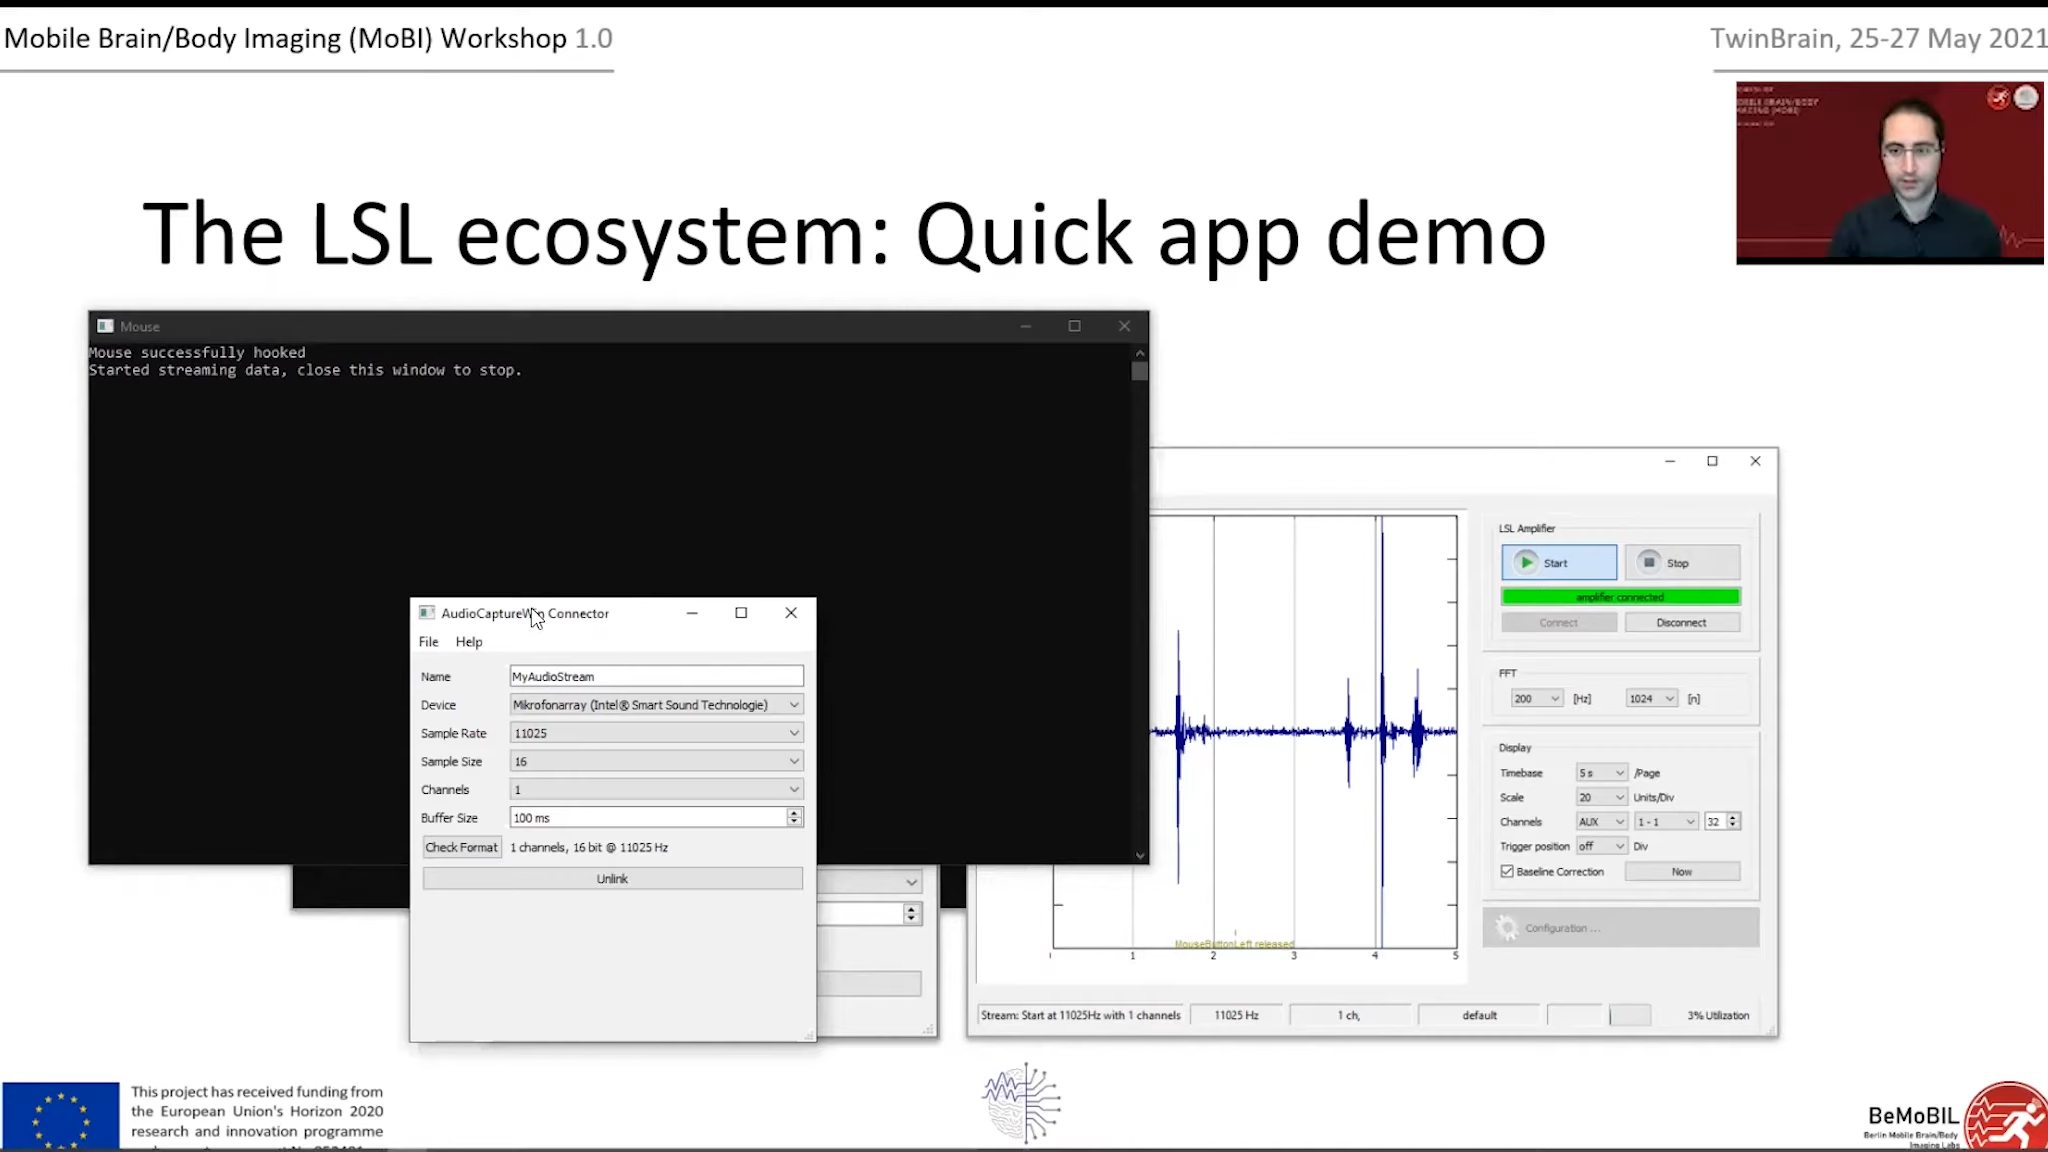 Mobile Brain/Body Imaging (MoBI) Workshop 1.0
TwinBrain, 25-27 May 2021
The LSL ecosystem: Quick app demo
Mouse
Mouse successfully hooked
Started streaming data, close this window to stop.
AudioCaptureWin Connector
File Help
Name MyAudioStream
Device Mikrofonarray (Intel® Smart Sound Technologie)
Sample Rate 11025
Sample Size 16
Channels 1
Buffer Size 100 ms
Check Format 1 channels, 16 bit @ 11025 Hz
Unlink
LSL Amplifier
Start Stop
amplifier connected
Connect Disconnect
FFT
200 [Hz] 1024 [n]
Display
Timebase 5 s /Page
Scale 20 Units/Div
Channels AUX 1 - 1 32
Trigger position off Div
Baseline Correction Now
Configuration ...
MouseButtonLeft released
1 2 3 4 5
Stream: Start at 11025Hz with 1 channels 11025 Hz 1 ch, default 3% Utilization
This project has received funding from
the European Union's Horizon 2020
research and innovation programme
BeMoBIL
Berlin Mobile Brain/Body
Imaging Labs